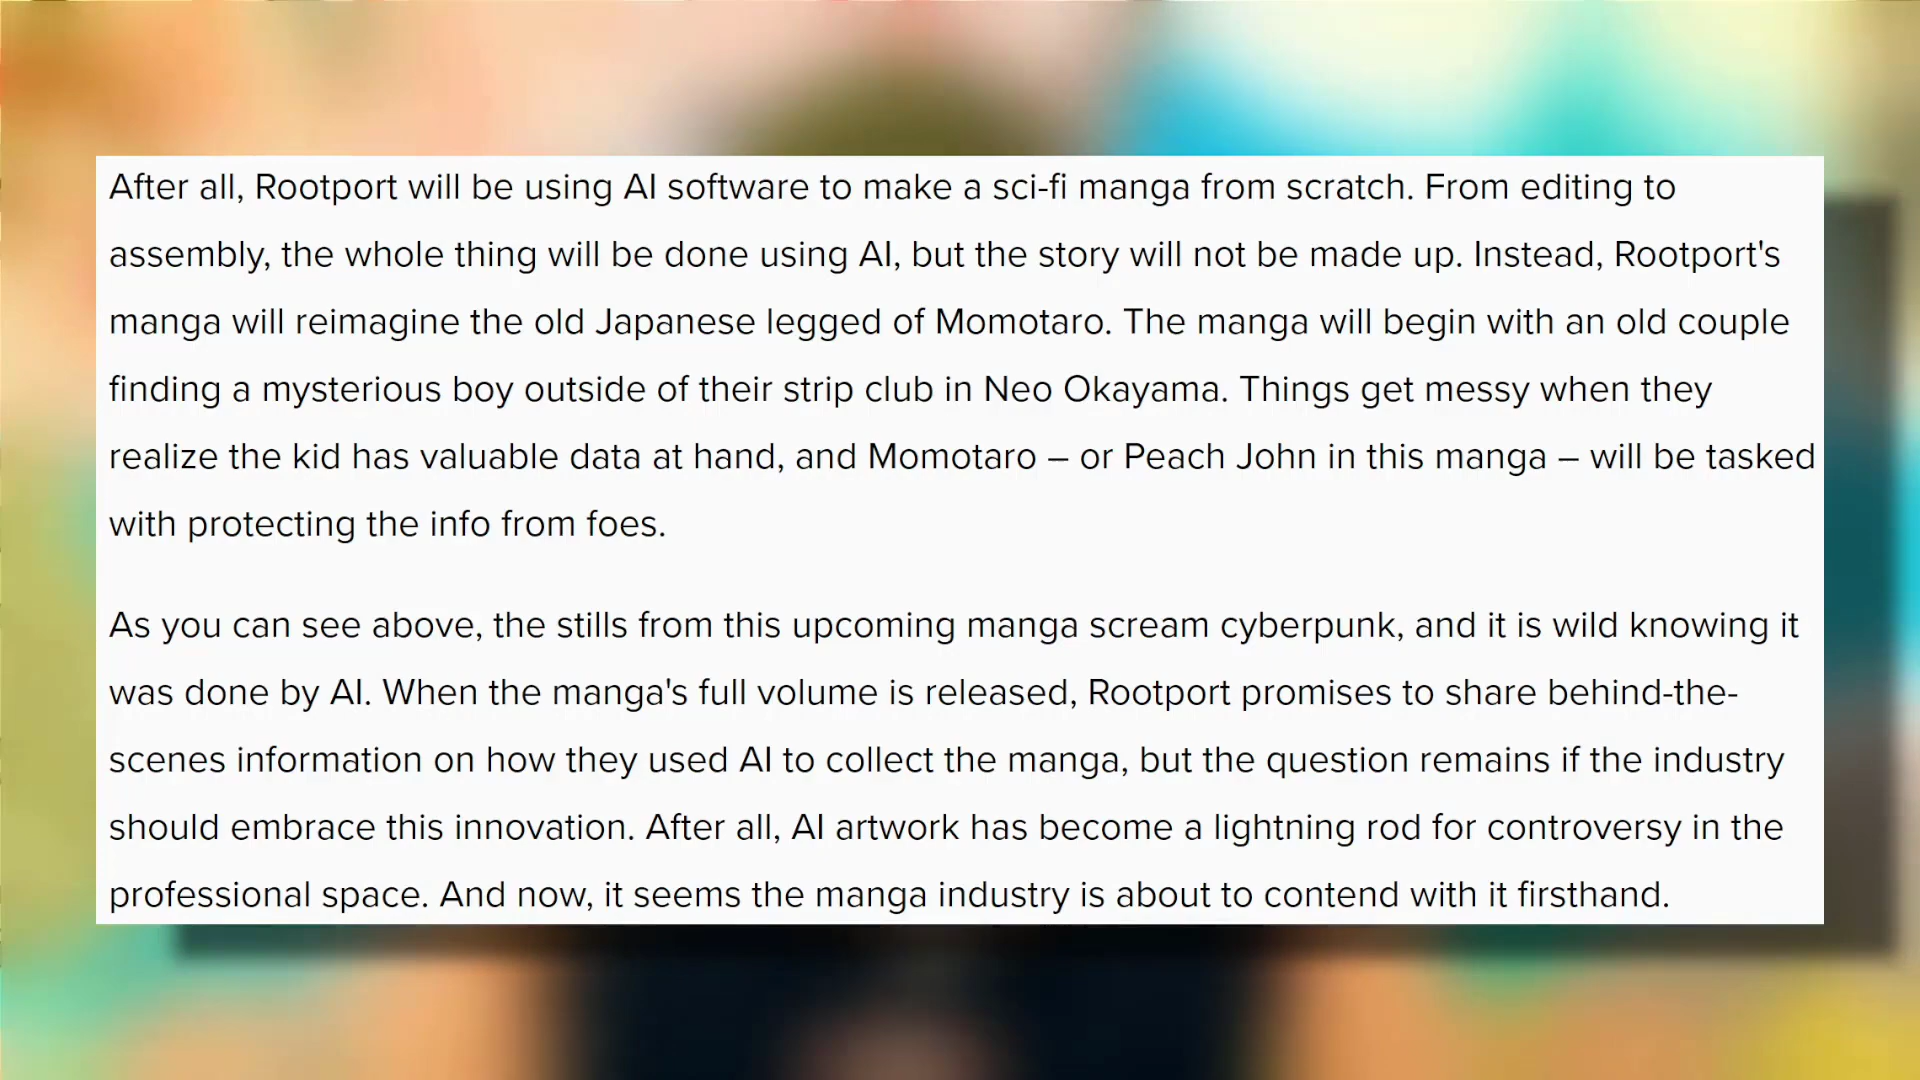 After all, Rootport will be using AI software to make a sci-fi manga from scratch. From editing to
assembly, the whole thing will be done using AI, but the story will not be made up. Instead, Rootport's
manga will reimagine the old Japanese legged of Momotaro. The manga will begin with an old couple
finding a mysterious boy outside of their strip club in Neo Okayama. Things get messy when they
realize the kid has valuable data at hand, and Momotaro – or Peach John in this manga – will be tasked
with protecting the info from foes.
As you can see above, the stills from this upcoming manga scream cyberpunk, and it is wild knowing it
was done by AI. When the manga's full volume is released, Rootport promises to share behind-the-
scenes information on how they used AI to collect the manga, but the question remains if the industry
should embrace this innovation. After all, AI artwork has become a lightning rod for controversy in the
professional space. And now, it seems the manga industry is about to contend with it firsthand.